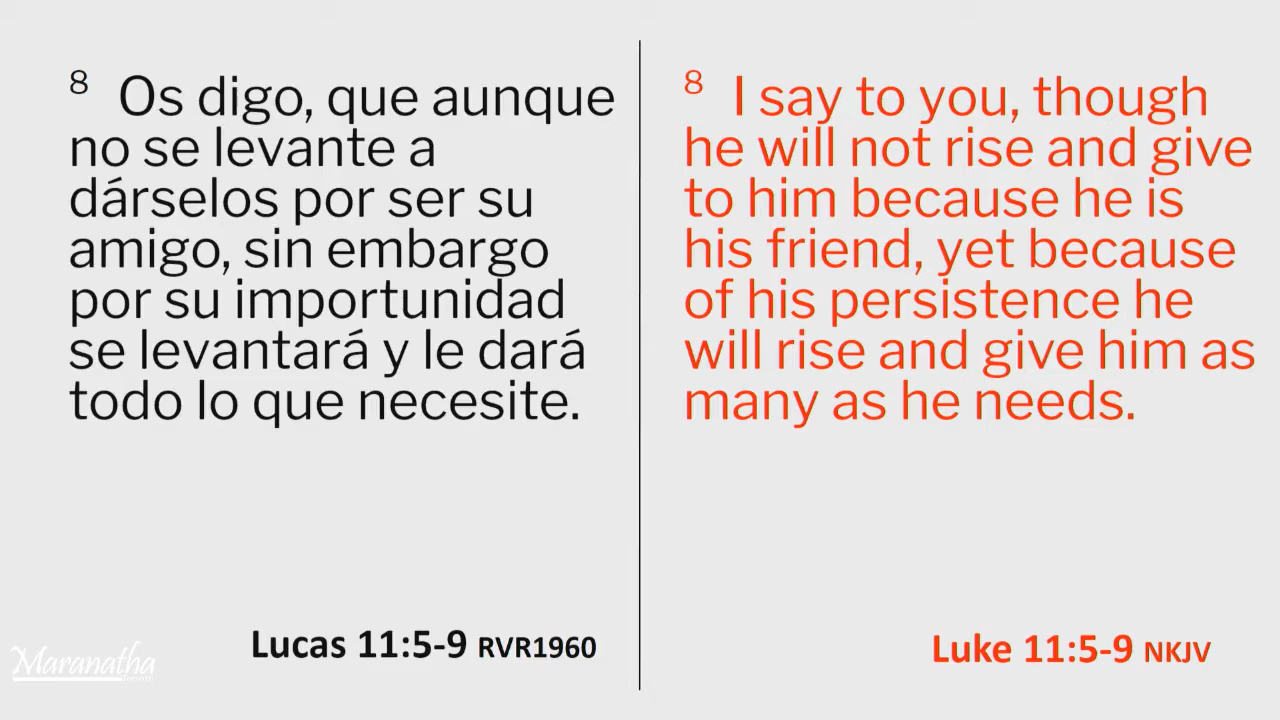 8 Os digo, que aunque
no se levante a
dárselos por ser su
amigo, sin embargo
por su importunidad
se levantará y le dará
todo lo que necesite.
Lucas 11:5-9 RVR1960
8 I say to you, though
he will not rise and give
to him because he is
his friend, yet because
of his persistence he
will rise and give him as
many as he needs.
Luke 11:5-9 NKJV
Maranatha